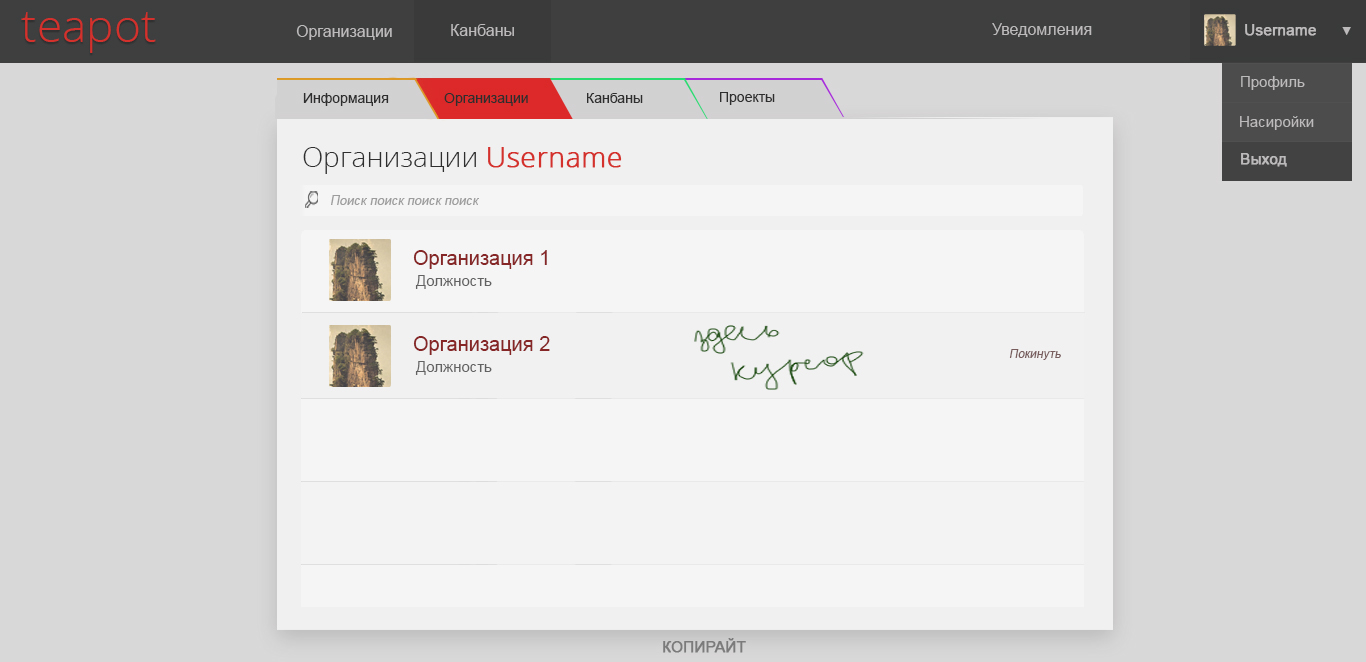 teapot
Организации Канбаны Уведомления Username ▼
Профиль
Насиройки
Выход
Информация Организации Канбаны Проекты
Организации Username
Поиск поиск поиск поиск
Организация 1
Должность
Организация 2
Должность
здесь
курсор
Покинуть
КОПИРАЙТ